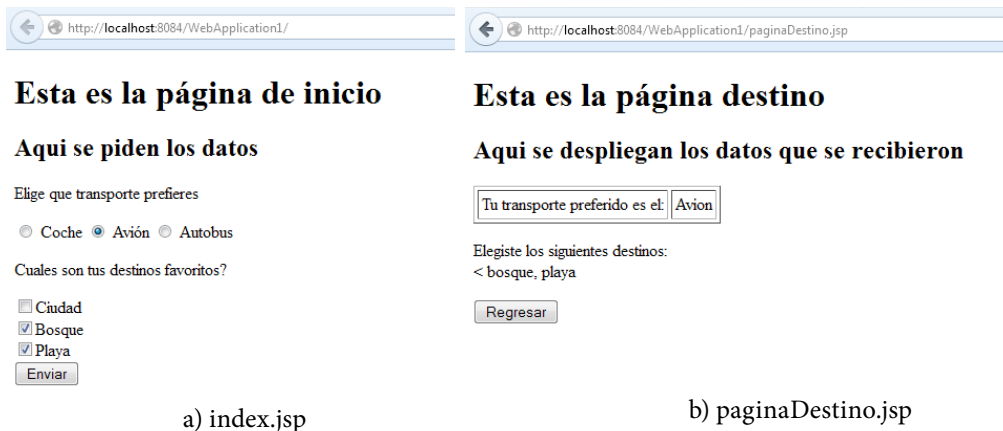 http://localhost:8084/WebApplication1/
Esta es la página de inicio
Aqui se piden los datos
Elige que transporte prefieres
Coche Avión Autobus
Cuales son tus destinos favoritos?
Ciudad
Bosque
Playa
Enviar
a) index.jsp
http://localhost:8084/WebApplication1/paginaDestino.jsp
Esta es la página destino
Aqui se despliegan los datos que se recibieron
Tu transporte preferido es el: Avion
Elegiste los siguientes destinos:
< bosque, playa
Regresar
b) paginaDestino.jsp